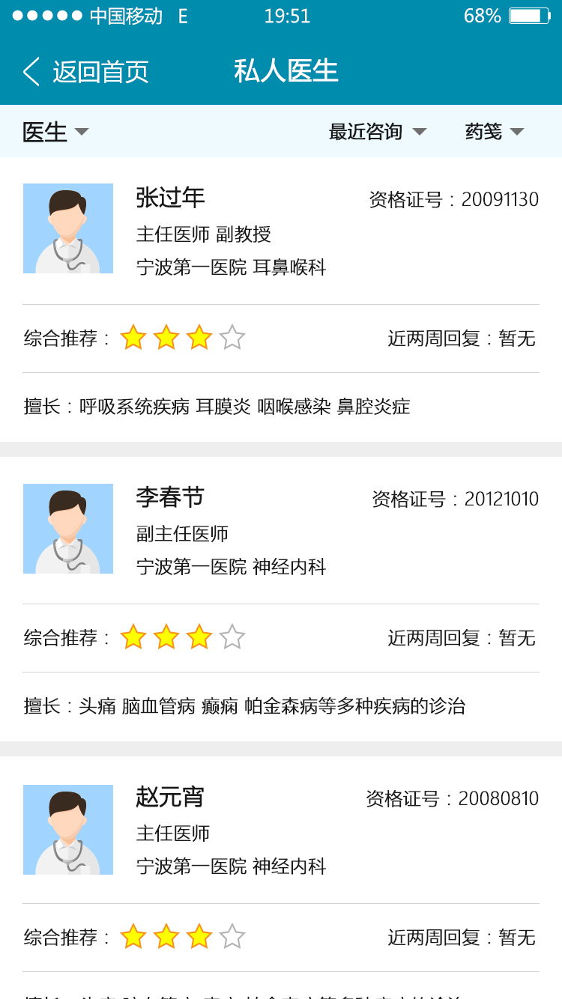 中国移动 E 19:51 68%
返回首页 私人医生
医生 最近咨询 药笺
张过年 资格证号：20091130
主任医师 副教授
宁波第一医院 耳鼻喉科
综合推荐： 近两周回复：暂无
擅长：呼吸系统疾病 耳膜炎 咽喉感染 鼻腔炎症
李春节 资格证号：20121010
副主任医师
宁波第一医院 神经内科
综合推荐： 近两周回复：暂无
擅长：头痛 脑血管病 癫痫 帕金森病等多种疾病的诊治
赵元宵 资格证号：20080810
主任医师
宁波第一医院 神经内科
综合推荐： 近两周回复：暂无